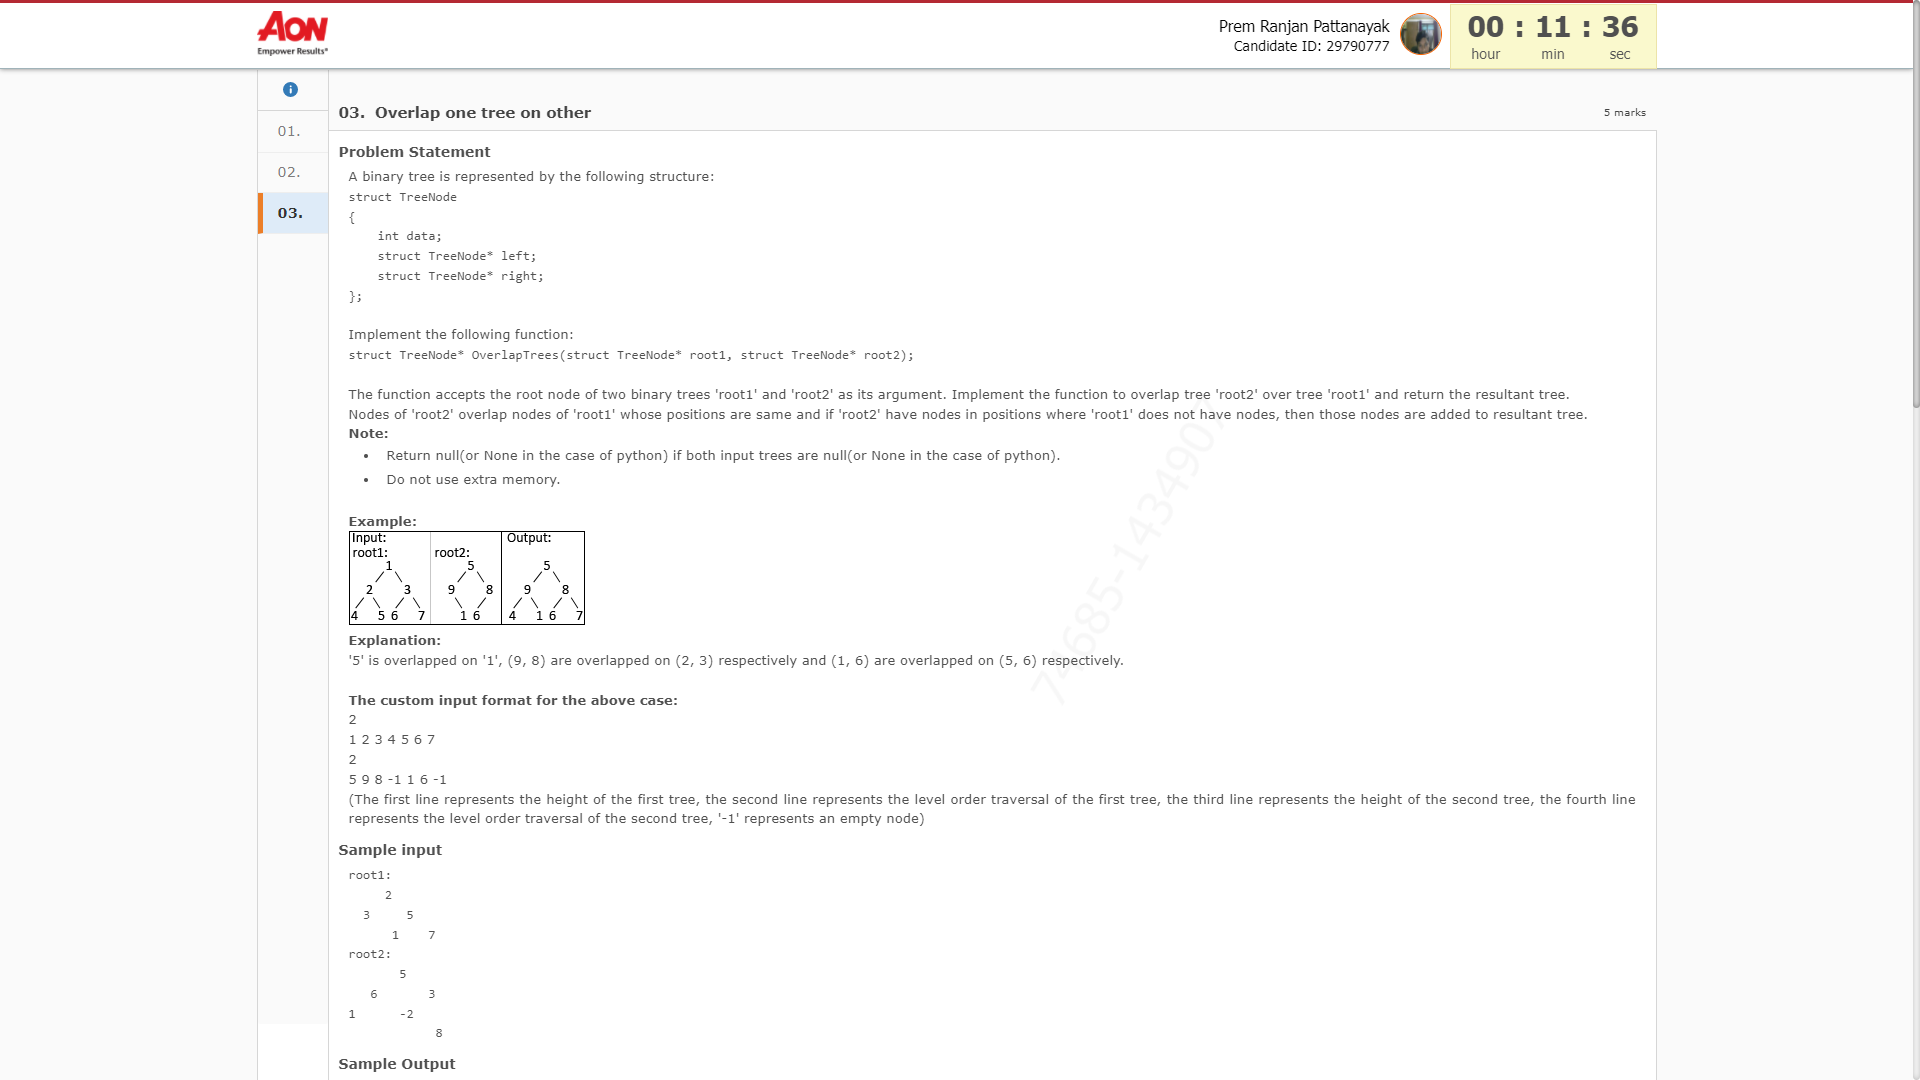 AON
Empower Results®
Prem Ranjan Pattanayak
Candidate ID: 29790777
00 : 11 : 36
hour min sec
01.
02.
03.
03. Overlap one tree on other
5 marks
Problem Statement
A binary tree is represented by the following structure:
struct TreeNode
{
int data;
struct TreeNode* left;
struct TreeNode* right;
};
Implement the following function:
struct TreeNode* OverlapTrees(struct TreeNode* root1, struct TreeNode* root2);
The function accepts the root node of two binary trees 'root1' and 'root2' as its argument. Implement the function to overlap tree 'root2' over tree 'root1' and return the resultant tree.
Nodes of 'root2' overlap nodes of 'root1' whose positions are same and if 'root2' have nodes in positions where 'root1' does not have nodes, then those nodes are added to resultant tree.
Note:
• Return null(or None in the case of python) if both input trees are null(or None in the case of python).
• Do not use extra memory.
Example:
Input: Output:
root1: root2:
1 5 5
2 3 9 8 9 8
4 5 6 7 1 6 4 1 6 7
Explanation:
'5' is overlapped on '1', (9, 8) are overlapped on (2, 3) respectively and (1, 6) are overlapped on (5, 6) respectively.
The custom input format for the above case:
2
1 2 3 4 5 6 7
2
5 9 8 -1 1 6 -1
(The first line represents the height of the first tree, the second line represents the level order traversal of the first tree, the third line represents the height of the second tree, the fourth line
represents the level order traversal of the second tree, '-1' represents an empty node)
Sample input
root1:
2
3 5
1 7
root2:
5
6 3
1 -2
8
Sample Output